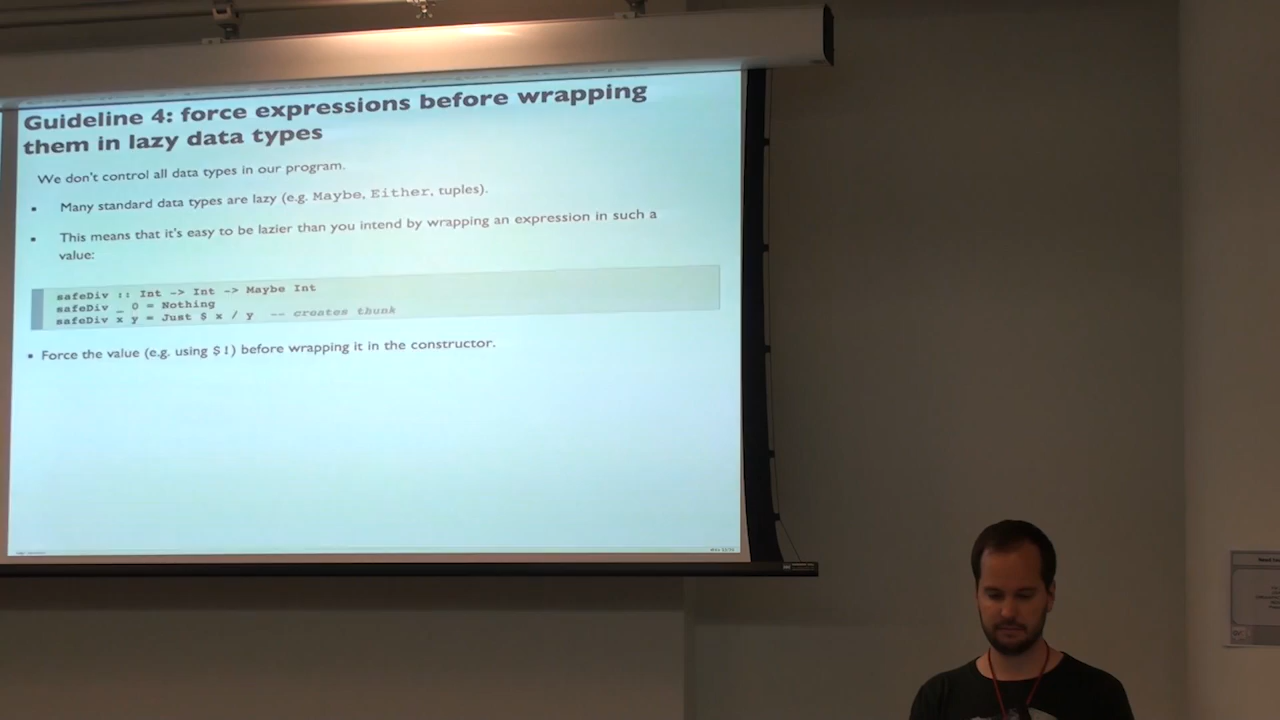 Guideline 4: force expressions before wrapping
them in lazy data types
We don't control all data types in our program.
▪ Many standard data types are lazy (e.g. Maybe, Either, tuples).
▪ This means that it's easy to be lazier than you intend by wrapping an expression in such a
value:
safeDiv :: Int -> Int -> Maybe Int
safeDiv _ 0 = Nothing
safeDiv x y = Just $ x / y -- creates thunk
• Force the value (e.g. using $!) before wrapping it in the constructor.